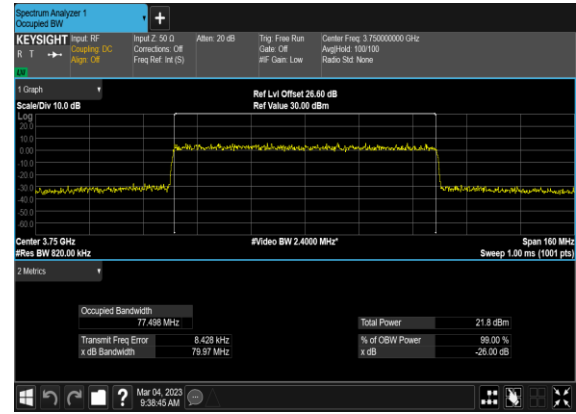 Spectrum Analyzer 1
Occupied BW
KEYSIGHT
R T
Input: RF
Coupling: DC
Align: Off
Input Z: 50 Ω
Corrections: Off
Freq Ref: Int (S)
Atten: 20 dB
Trig: Free Run
Gate: Off
#IF Gain: Low
Center Freq: 3.750000000 GHz
Avg|Hold: 100/100
Radio Std: None
1 Graph
Scale/Div 10.0 dB
Ref Lvl Offset 26.60 dB
Ref Value 30.00 dBm
Log
20.0
10.0
0.00
-10.0
-20.0
-30.0
-40.0
-50.0
-60.0
Center 3.75 GHz
#Video BW 2.4000 MHz*
Span 160 MHz
#Res BW 820.00 kHz
Sweep 1.00 ms (1001 pts)
2 Metrics
Occupied Bandwidth
77.498 MHz
Total Power 21.8 dBm
Transmit Freq Error 8.428 kHz
% of OBW Power 99.00 %
x dB Bandwidth 79.97 MHz
x dB -26.00 dB
?
Mar 04, 2023
9:38:45 AM